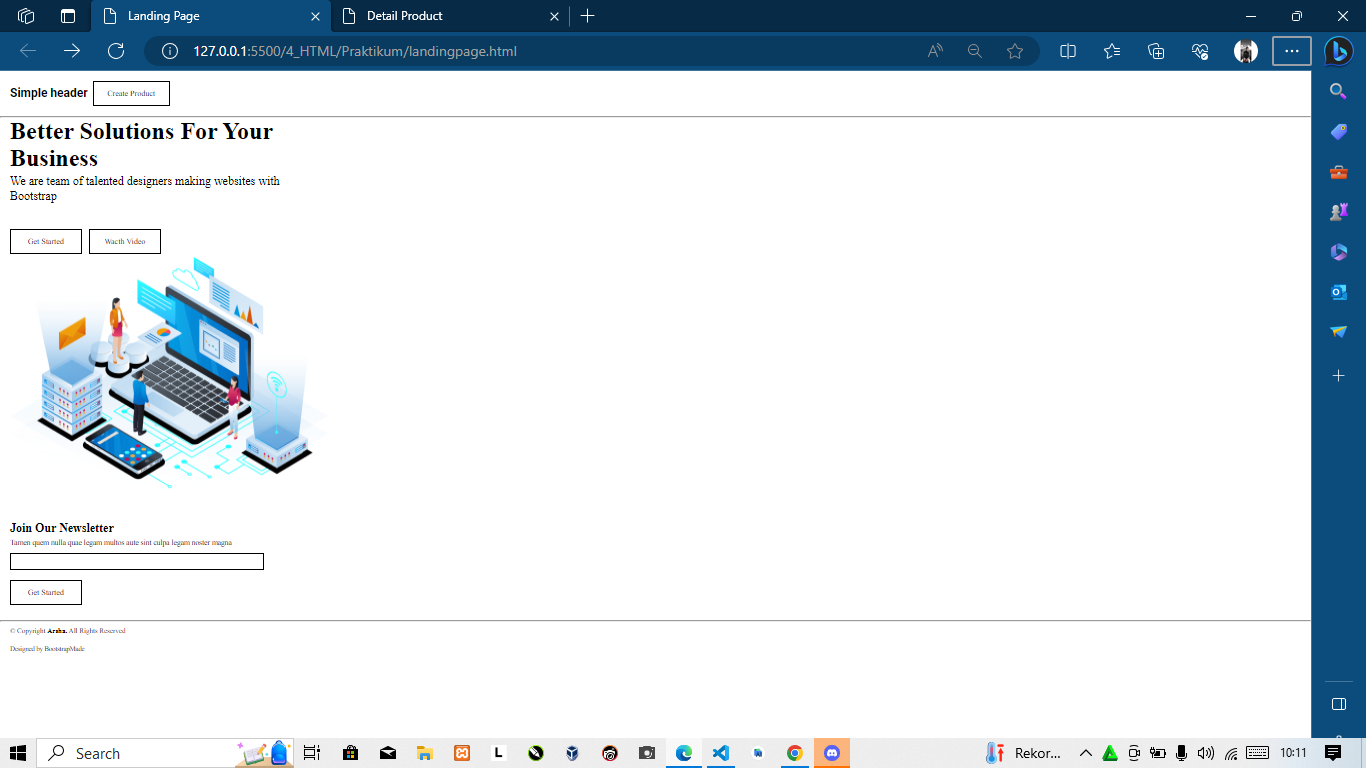 Landing Page
Detail Product
127.0.0.1:5500/4_HTML/Praktikum/landingpage.html
Simple header
Create Product
Better Solutions For Your
Business
We are team of talented designers making websites with
Bootstrap
Get Started
Wacth Video
Join Our Newsletter
Tamen quem nulla quae legam multos aute sint culpa legam noster magna
Get Started
© Copyright Arsha. All Rights Reserved
Designed by BootstrapMade
Search
L
Rekor...
10:11